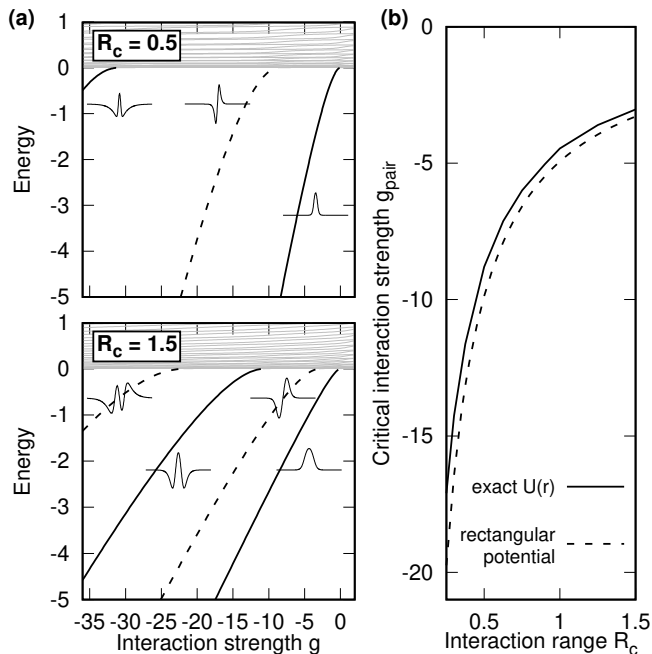 (a)
R_c = 0.5
Energy
1
0
-1
-2
-3
-4
-5
R_c = 1.5
Energy
1
0
-1
-2
-3
-4
-5
-35 -30 -25 -20 -15 -10 -5 0
Interaction strength g
(b)
Critical interaction strength g_pair
0
-5
-10
-15
-20
exact U(r)
rectangular
potential
0.5 1 1.5
Interaction range R_c